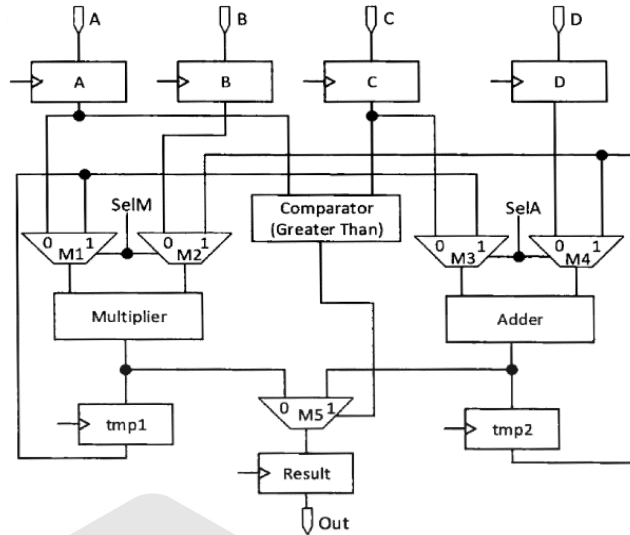 A B C D
A B C D
SelM SelA
Comparator
(Greater Than)
0 1 0 1 0 1 0 1
M1 M2 M3 M4
Multiplier Adder
0 1
M5
tmp1 tmp2
Result
Out